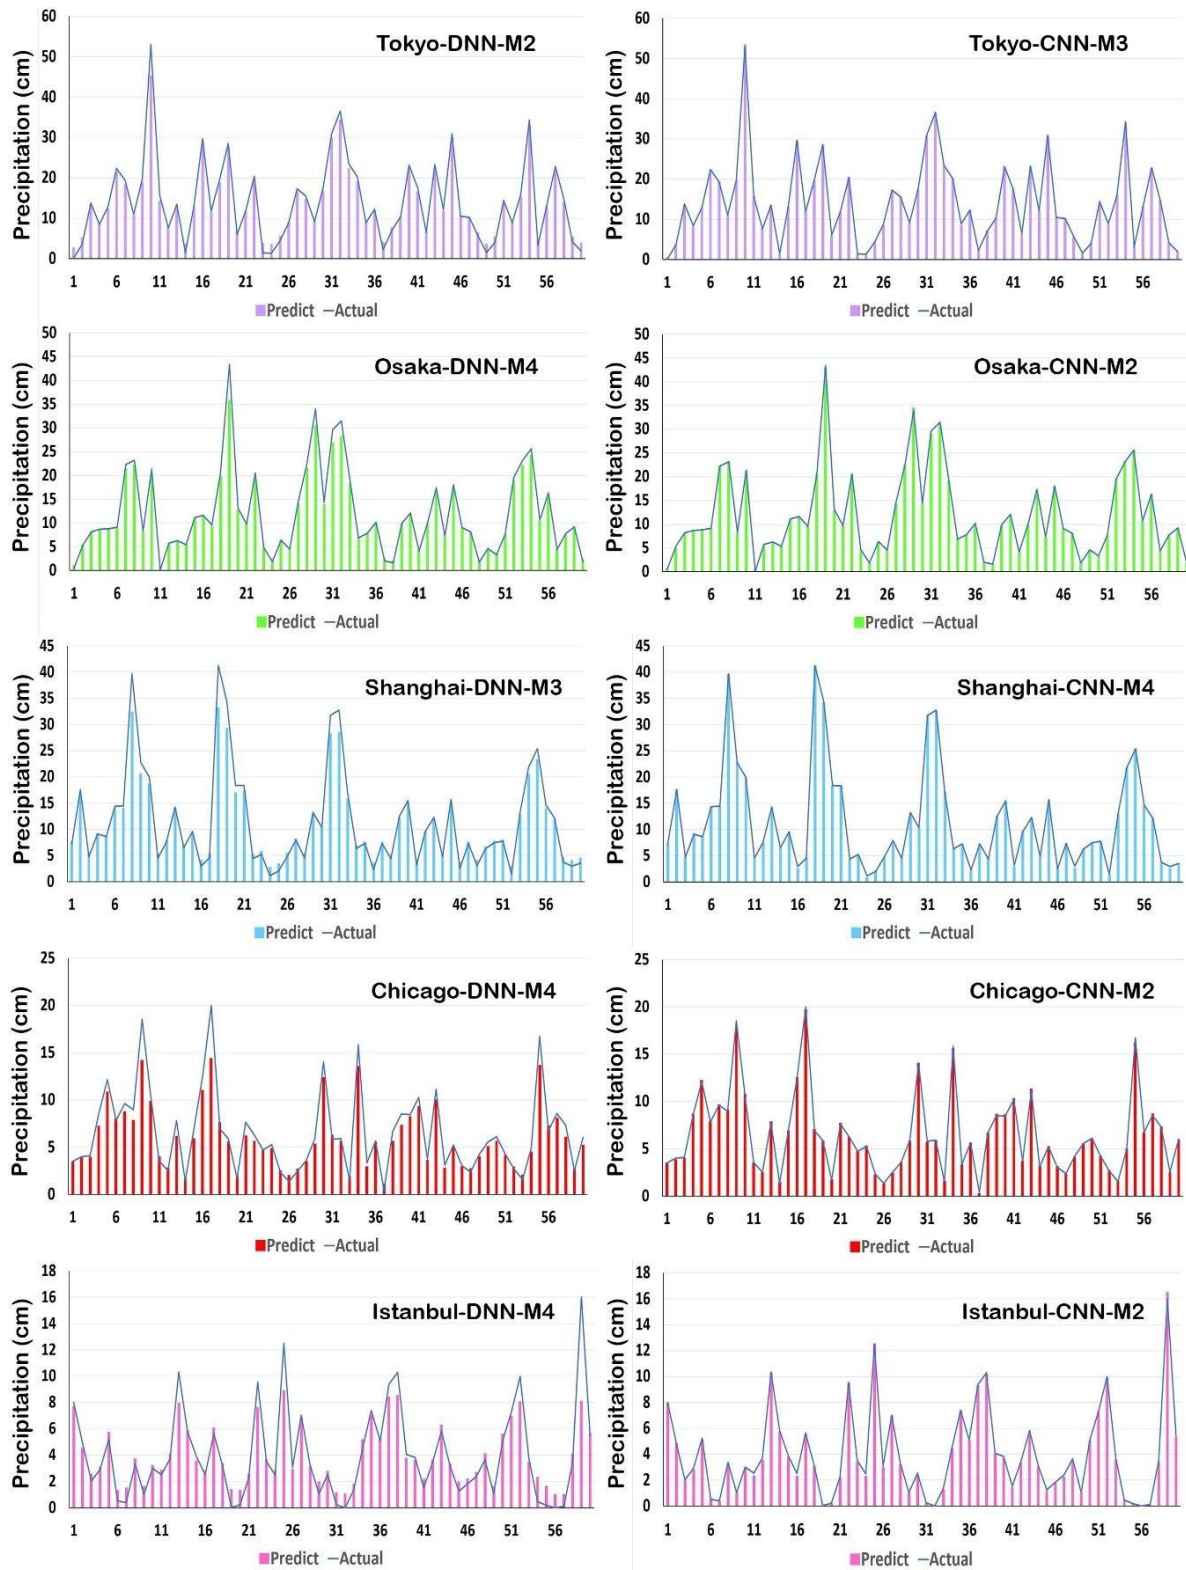 Tokyo-DNN-M2
Precipitation (cm)
60
50
40
30
20
10
0
1 6 11 16 21 26 31 36 41 46 51 56
Predict Actual
Tokyo-CNN-M3
Precipitation (cm)
60
50
40
30
20
10
0
1 6 11 16 21 26 31 36 41 46 51 56
Predict Actual
Osaka-DNN-M4
Precipitation (cm)
50
45
40
35
30
25
20
15
10
5
0
1 6 11 16 21 26 31 36 41 46 51 56
Predict Actual
Osaka-CNN-M2
Precipitation (cm)
50
45
40
35
30
25
20
15
10
5
0
1 6 11 16 21 26 31 36 41 46 51 56
Predict Actual
Shanghai-DNN-M3
Precipitation (cm)
45
40
35
30
25
20
15
10
5
0
1 6 11 16 21 26 31 36 41 46 51 56
Predict Actual
Shanghai-CNN-M4
Precipitation (cm)
45
40
35
30
25
20
15
10
5
0
1 6 11 16 21 26 31 36 41 46 51 56
Predict Actual
Chicago-DNN-M4
Precipitation (cm)
25
20
15
10
5
0
1 6 11 16 21 26 31 36 41 46 51 56
Predict Actual
Chicago-CNN-M2
Precipitation (cm)
25
20
15
10
5
0
1 6 11 16 21 26 31 36 41 46 51 56
Predict Actual
Istanbul-DNN-M4
Precipitation (cm)
18
16
14
12
10
8
6
4
2
0
1 6 11 16 21 26 31 36 41 46 51 56
Predict Actual
Istanbul-CNN-M2
Precipitation (cm)
18
16
14
12
10
8
6
4
2
0
1 6 11 16 21 26 31 36 41 46 51 56
Predict Actual